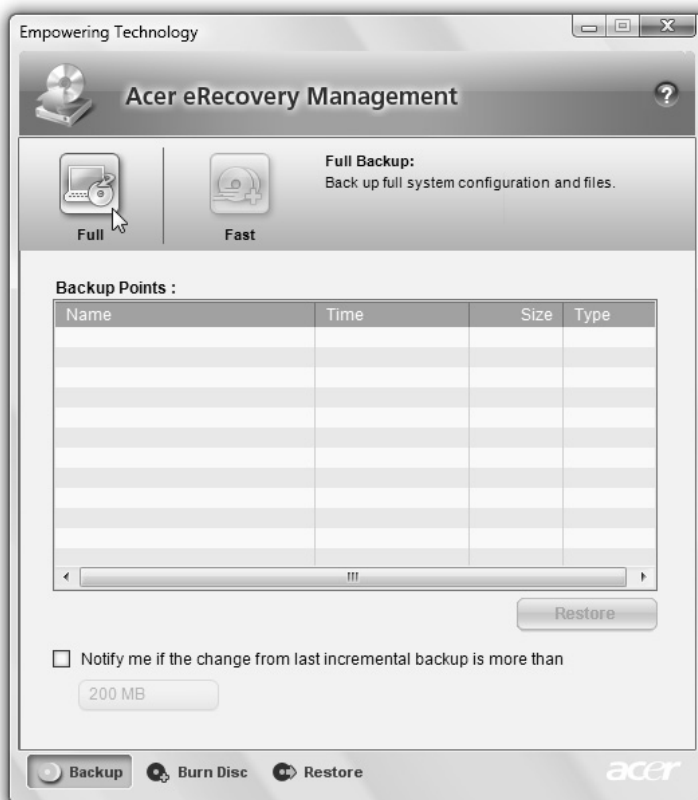 Empowering Technology
Acer eRecovery Management
?
Full Backup:
Back up full system configuration and files.
Full
Fast
Backup Points :
Name Time Size Type
Restore
Notify me if the change from last incremental backup is more than
200 MB
Backup Burn Disc Restore
acer